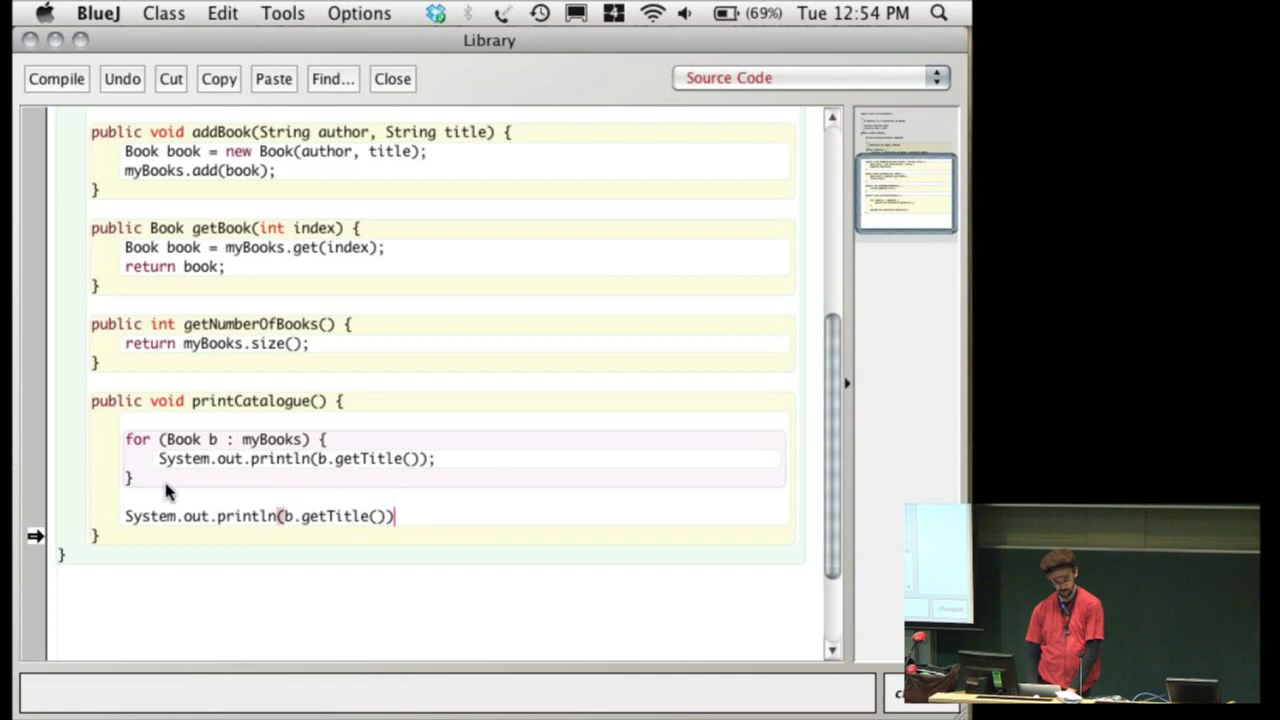 BlueJ Class Edit Tools Options 4 (69%) Tue 12:54 PM
Library
Compile Undo Cut Copy Paste Find... Close Source Code
public void addBook(String author, String title) {
Book book = new Book(author, title);
myBooks.add(book);
}
public Book getBook(int index) {
Book book = myBooks.get(index);
return book;
}
public int getNumberOfBooks() {
return myBooks.size();
}
public void printCatalogue() {
for (Book b : myBooks) {
System.out.println(b.getTitle());
}
System.out.println(b.getTitle())
}
}
changed